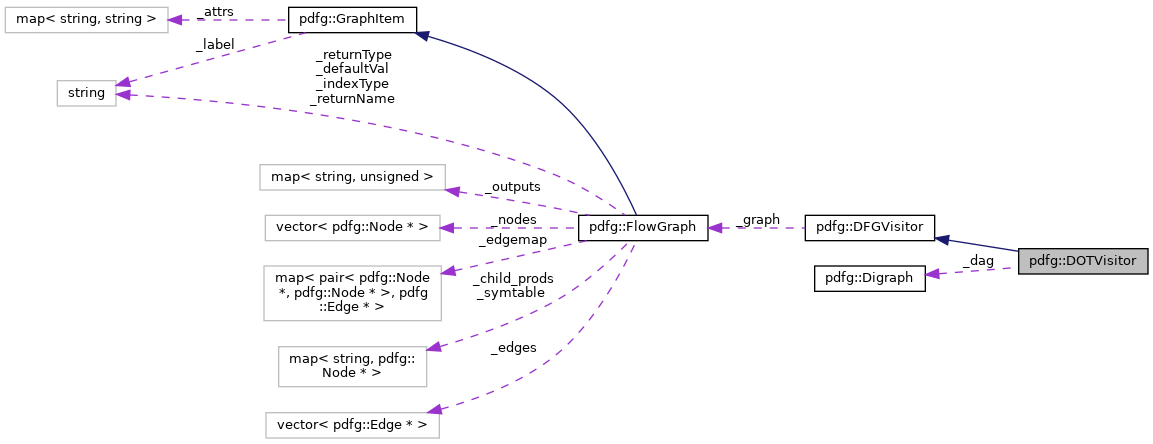 map< string, string >
_attrs
pdfg::GraphItem
_label
string
_returnType
_defaultVal
_indexType
_returnName
map< string, unsigned >
_outputs
vector< pdfg::Node * >
_nodes
pdfg::FlowGraph
_graph
pdfg::DFGVisitor
_edgemap
map< pair< pdfg::Node
*, pdfg::Node * >, pdfg
::Edge * >
_child_prods
_symtable
pdfg::Digraph
_dag
pdfg::DOTVisitor
map< string, pdfg::
Node * >
_edges
vector< pdfg::Edge * >